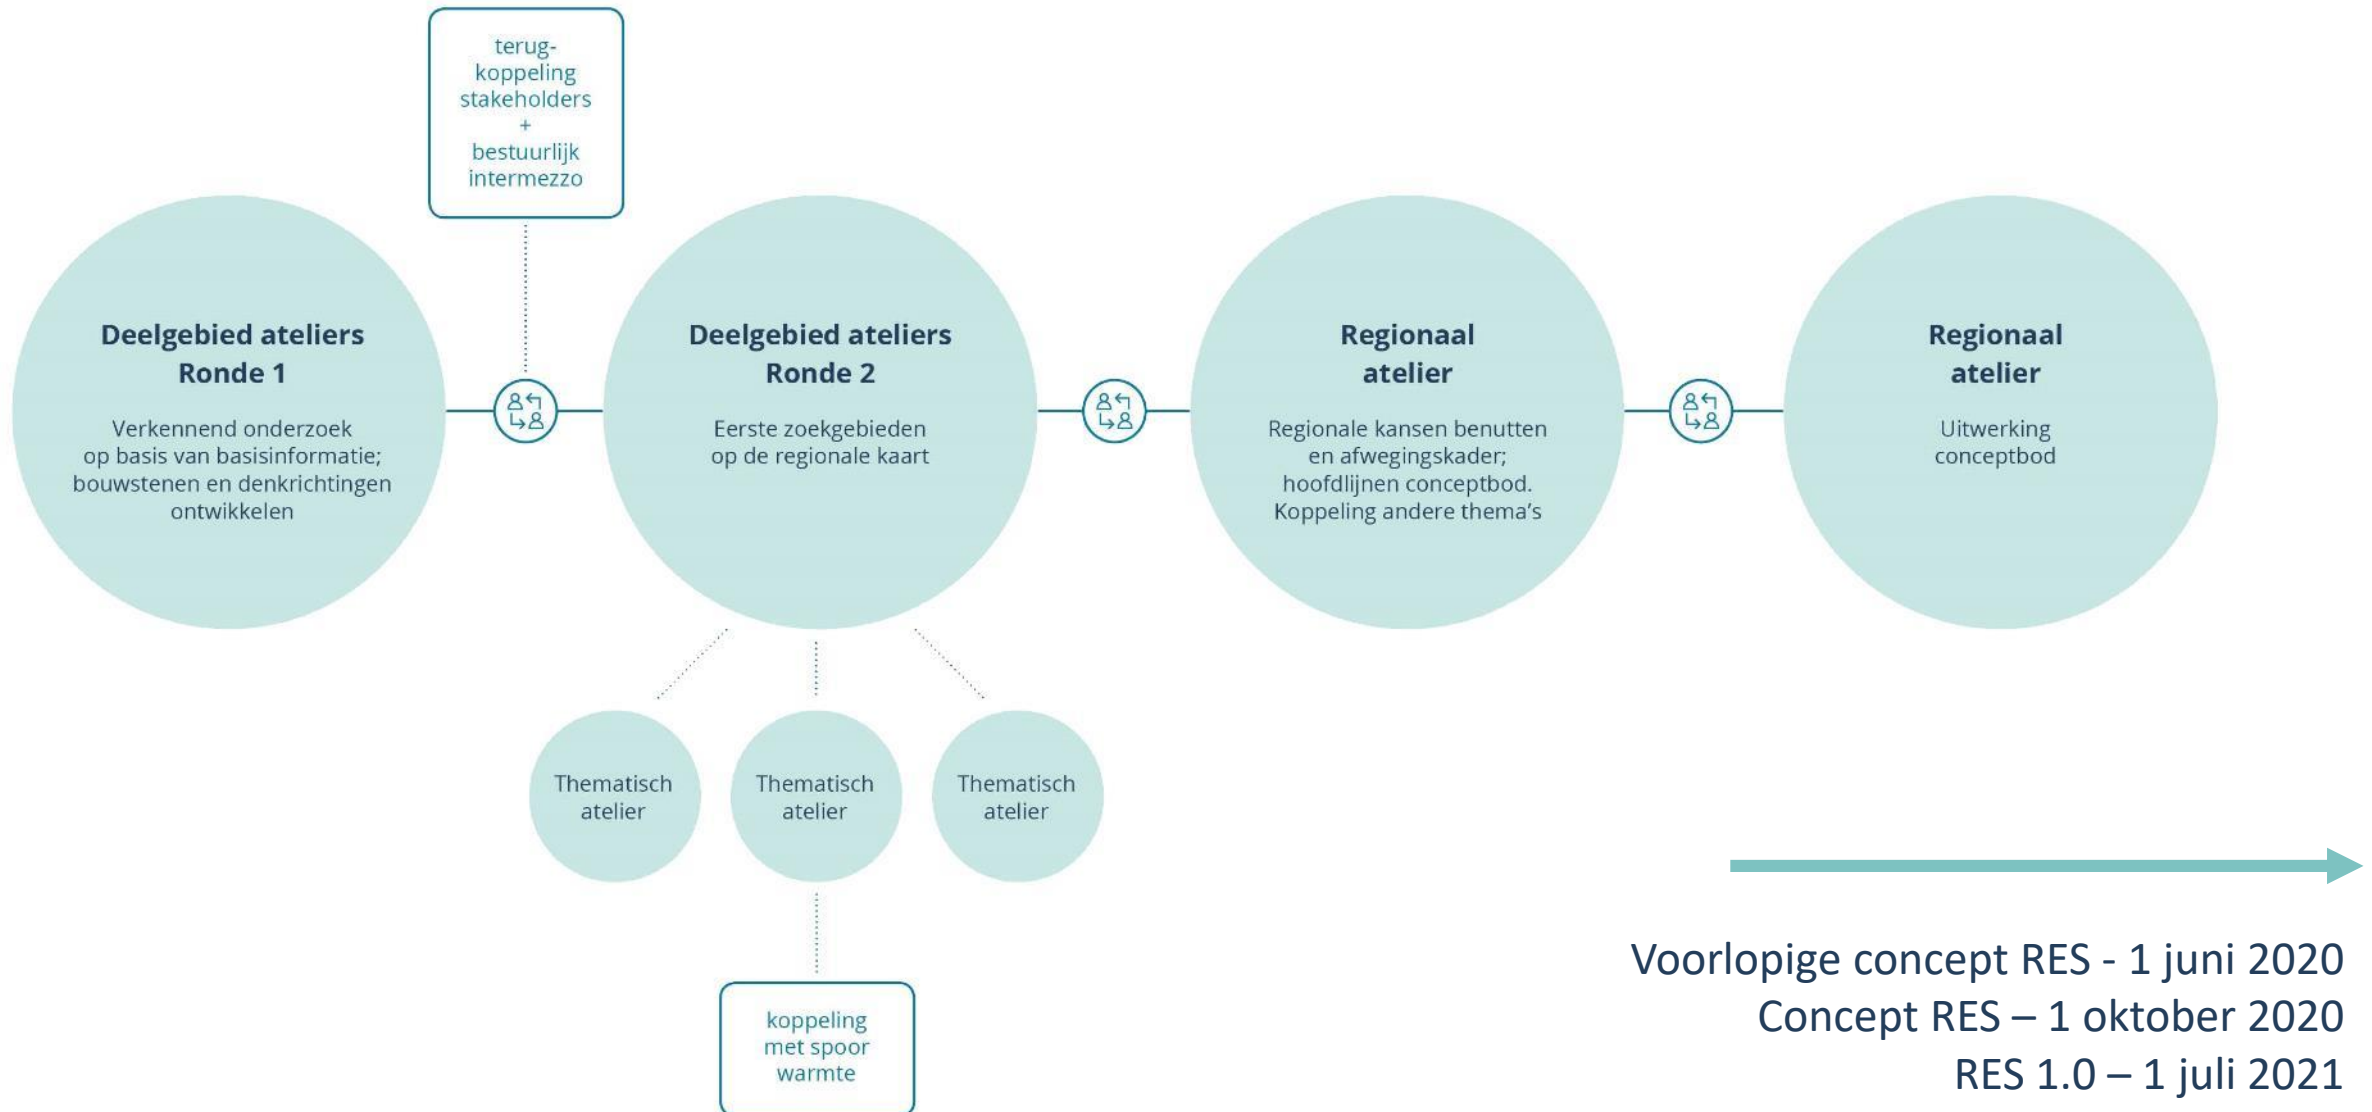 terug-
koppeling
stakeholders
+
bestuurlijk
intermezzo
Deelgebied ateliers
Ronde 1
Verkennend onderzoek
op basis van basisinformatie;
bouwstenen en denkrichtingen
ontwikkelen
Deelgebied ateliers
Ronde 2
Eerste zoekgebieden
op de regionale kaart
Regionaal
atelier
Regionale kansen benutten
en afwegingskader;
hoofdlijnen conceptbod.
Koppeling andere thema's
Regionaal
atelier
Uitwerking
conceptbod
Thematisch
atelier
Thematisch
atelier
Thematisch
atelier
koppeling
met spoor
warmte
Voorlopige concept RES - 1 juni 2020
Concept RES – 1 oktober 2020
RES 1.0 – 1 juli 2021